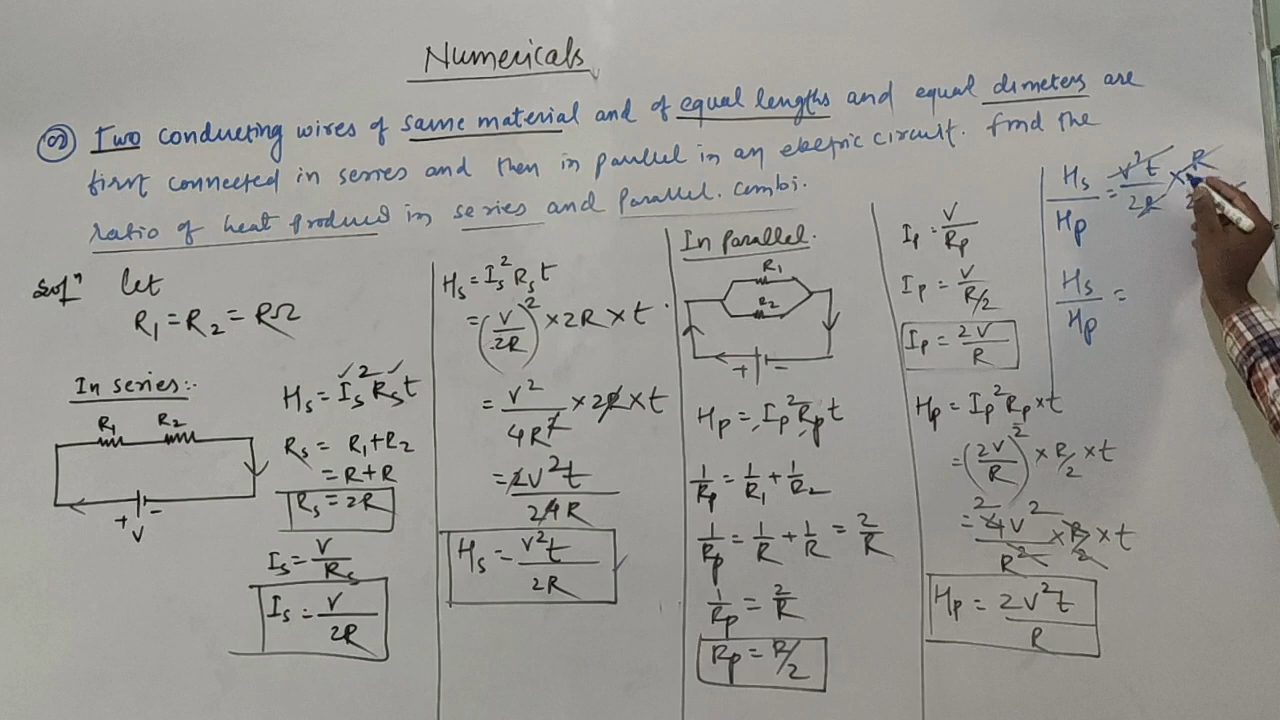 Numericals
Q) Two conducting wires of same material and of equal lengths and equal dimeters are
first connected in series and then in parallel in an electric circuit. find the
ratio of heat produced in series and Parallel. Combi.
Solⁿ let
R₁ = R₂ = RΩ
In series:-
R₁ R₂
+ V -
Hs = Is² Rs t
Rs = R₁ + R₂
= R + R
Rs = 2R
Is = V/Rs
Is = V/2R
Hs = Is² Rs t
= (V/2R)² × 2R × t
= V²/4R² × 2R × t
= 2V²t/4R
Hs = V²t/2R
In Parallel.
R₁
R₂
+ -
Hp = Ip² Rp t
1/Rp = 1/R₁ + 1/R₂
1/Rp = 1/R + 1/R = 2/R
1/Rp = 2/R
Rp = R/2
Ip = V/Rp
Ip = V/R/2
Ip = 2V/R
Hp = Ip² Rp × t
= (2V/R)² × R/2 × t
= 4V²/R² × R/2 × t
Hp = 2V²t/R
Hs/Hp = V²t/2R × R
Hs/Hp =